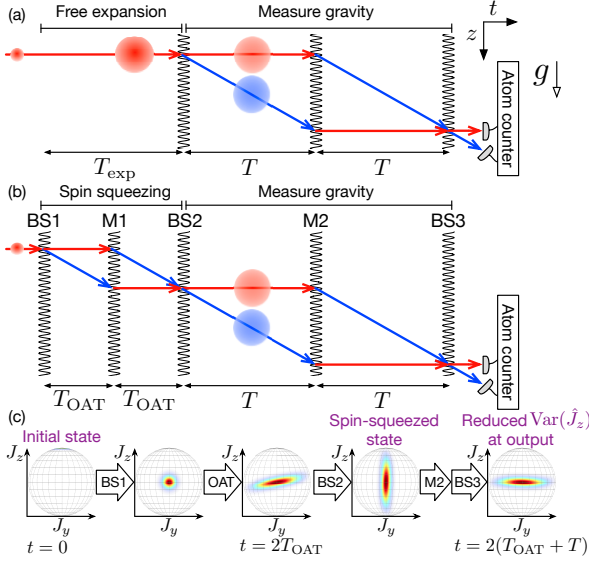 (a) Free expansion Measure gravity t
z
g
Atom counter
T_exp T T
(b) Spin squeezing Measure gravity
BS1 M1 BS2 M2 BS3
Atom counter
T_OAT T_OAT T T
(c) Initial state Spin-squeezed state Reduced Var(Ĵ_z) at output
J_z BS1 OAT J_z BS2 J_z M2 BS3 J_z
J_y J_y J_y J_y
t = 0 t = 2T_OAT t = 2(T_OAT + T)